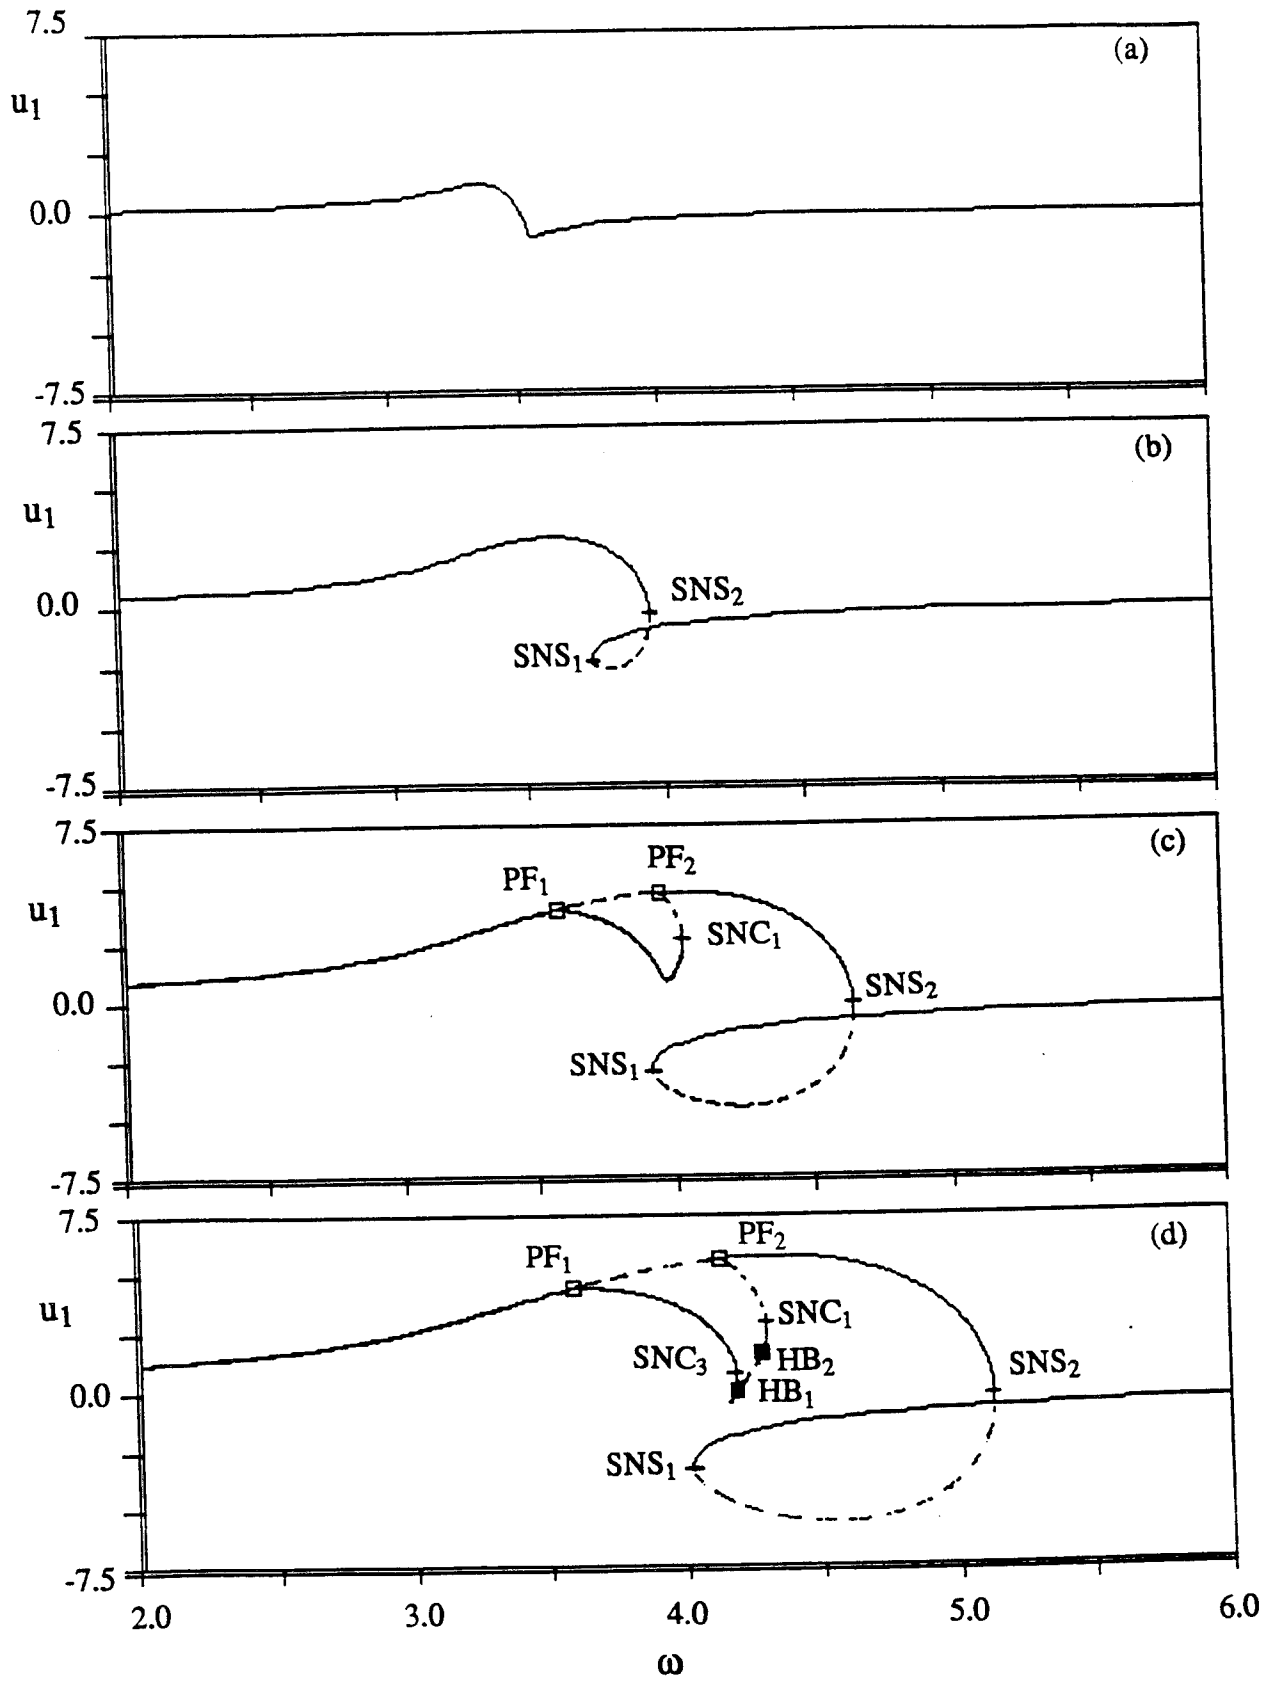 7.5
(a)
u₁
0.0
-7.5
7.5
(b)
u₁
SNS₂
0.0
SNS₁
-7.5
7.5
(c)
PF₂
PF₁
u₁
SNC₁
SNS₂
0.0
SNS₁
-7.5
7.5
PF₂
(d)
PF₁
u₁
SNC₁
SNC₃
HB₂
SNS₂
0.0
HB₁
SNS₁
-7.5
2.0 3.0 4.0 5.0 6.0
ω